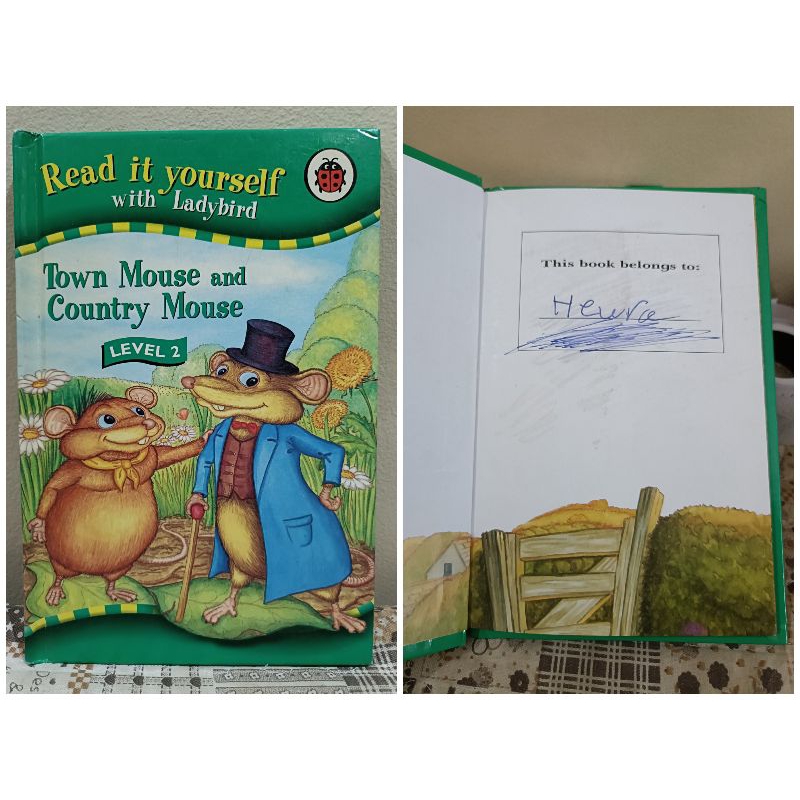 Read it yourself
with Ladybird
Town Mouse and
Country Mouse
LEVEL 2
This book belongs to: